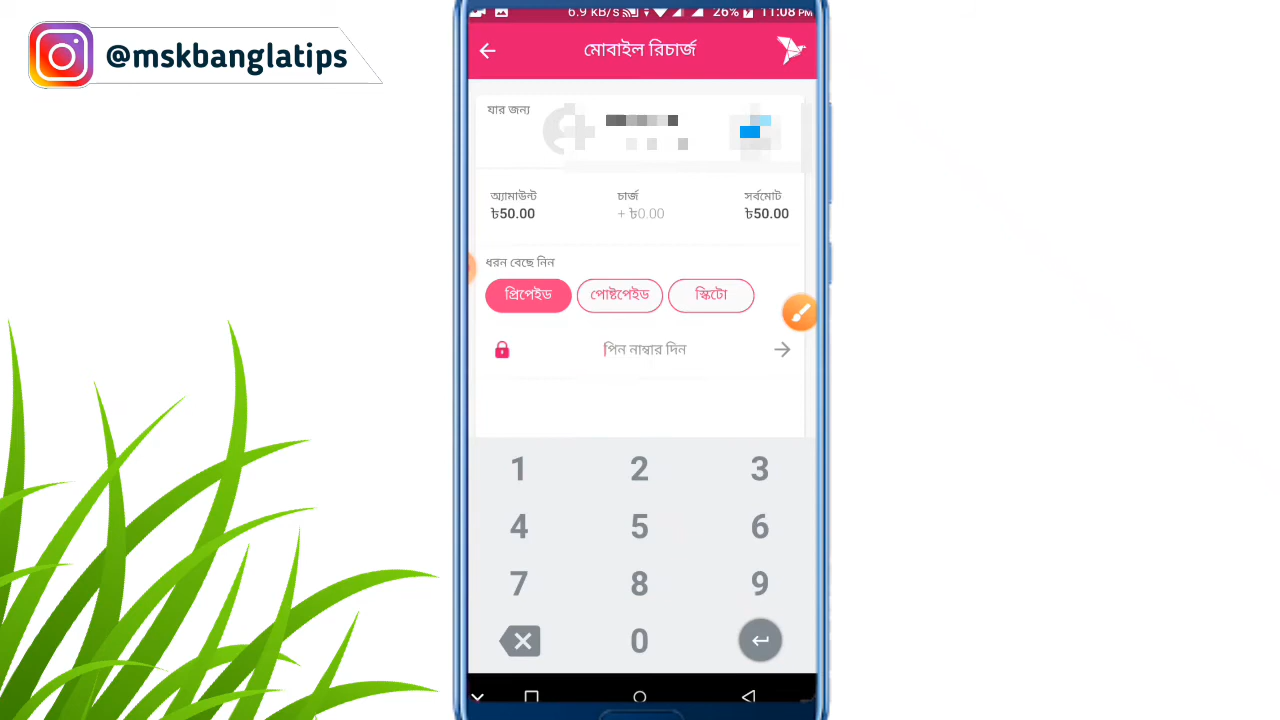 @mskbanglatips
6.9 KB/s 26% 11:08 PM
মোবাইল রিচার্জ
যার জন্য
অ্যামাউন্ট চার্জ সর্বমোট
৳50.00 + ৳0.00 ৳50.00
ধরন বেছে নিন
প্রিপেইড পোস্টপেইড স্কিটো
পিন নাম্বার দিন
1 2 3
4 5 6
7 8 9
0